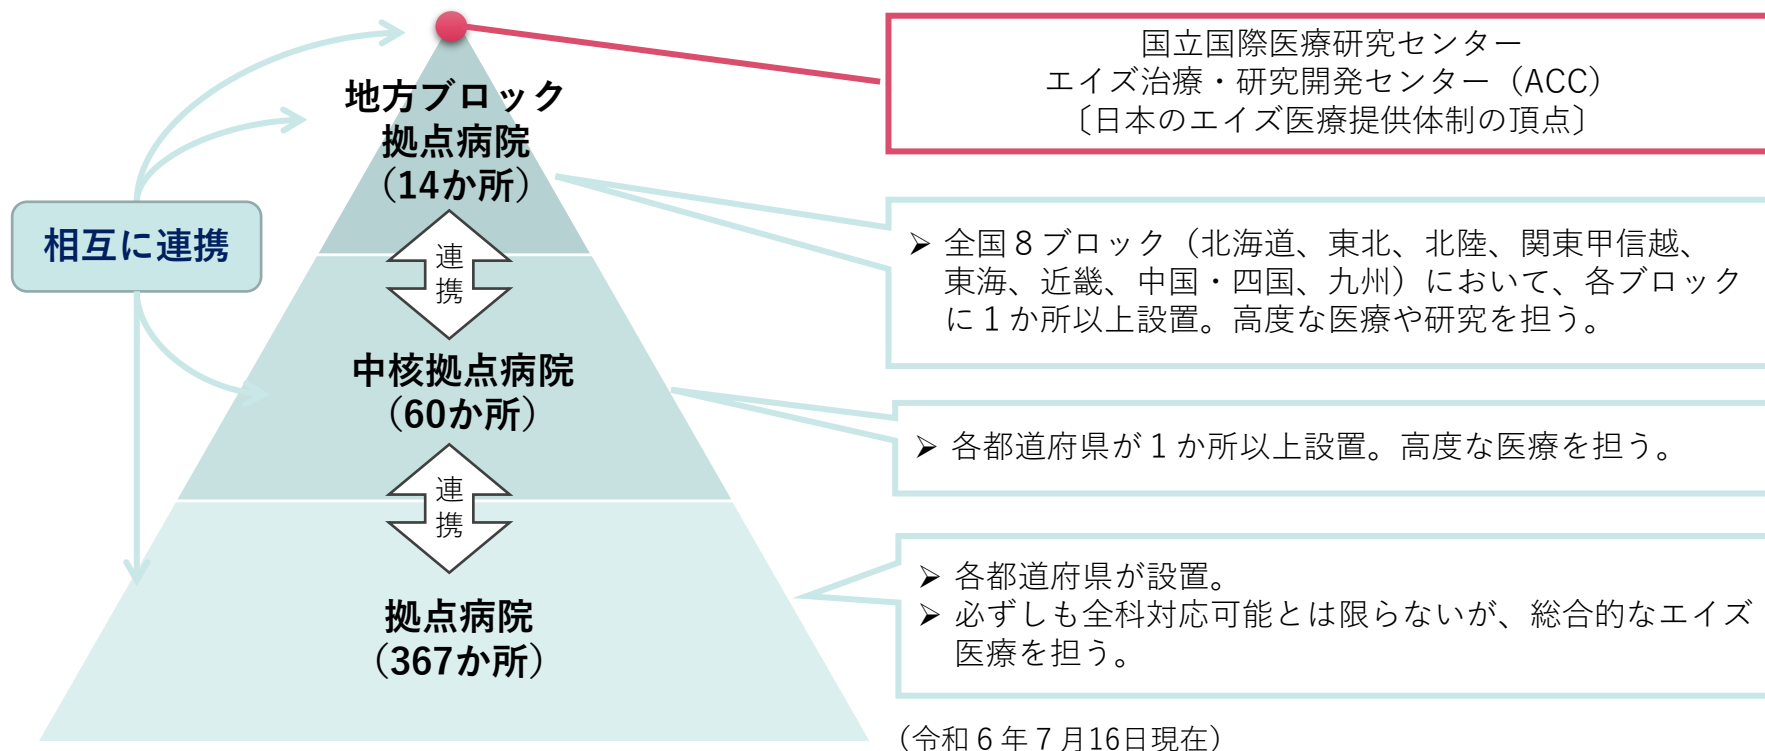 国立国際医療研究センター
エイズ治療・研究開発センター（ACC）
〔日本のエイズ医療提供体制の頂点〕
地方ブロック
拠点病院
（14か所）
相互に連携
連携
➢ 全国８ブロック（北海道、東北、北陸、関東甲信越、
東海、近畿、中国・四国、九州）において、各ブロック
に１か所以上設置。高度な医療や研究を担う。
中核拠点病院
（60か所）
➢ 各都道府県が１か所以上設置。高度な医療を担う。
連携
拠点病院
（367か所）
➢ 各都道府県が設置。
➢ 必ずしも全科対応可能とは限らないが、総合的なエイズ
医療を担う。
（令和６年７月16日現在）